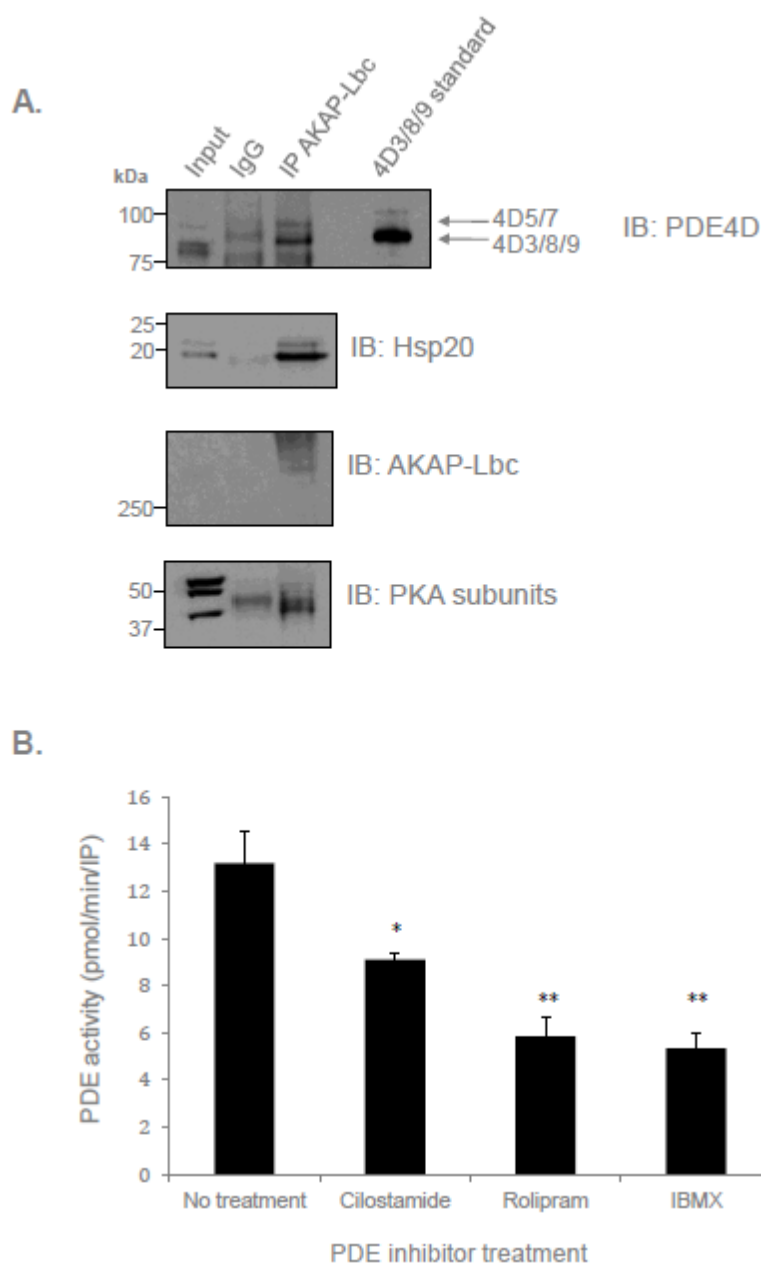 A.
Input IgG IP AKAP-Lbc 4D3/8/9 standard
kDa
100
75
4D5/7
4D3/8/9
IB: PDE4D
25
20
IB: Hsp20
250
IB: AKAP-Lbc
50
37
IB: PKA subunits
B.
PDE activity (pmol/min/IP)
16
14
12
10
8
6
4
2
0
*
**
**
No treatment Cilostamide Rolipram IBMX
PDE inhibitor treatment